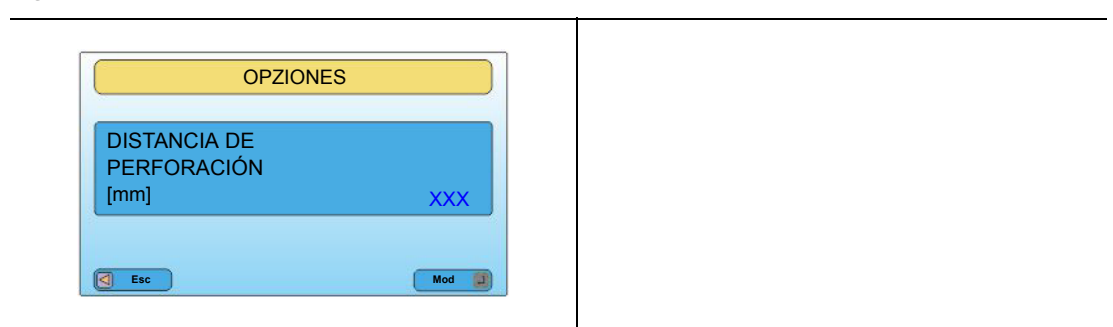 OPZIONES
DISTANCIA DE
PERFORACIÓN
[mm]
XXX
Esc
Mod